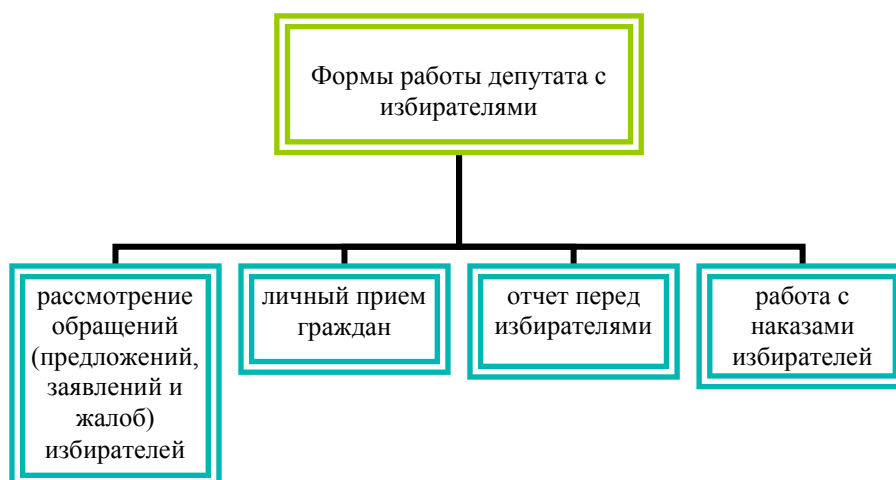 Формы работы депутата с
избирателями
рассмотрение
обращений
(предложений,
заявлений и
жалоб)
избирателей
личный прием
граждан
отчет перед
избирателями
работа с
наказами
избирателей